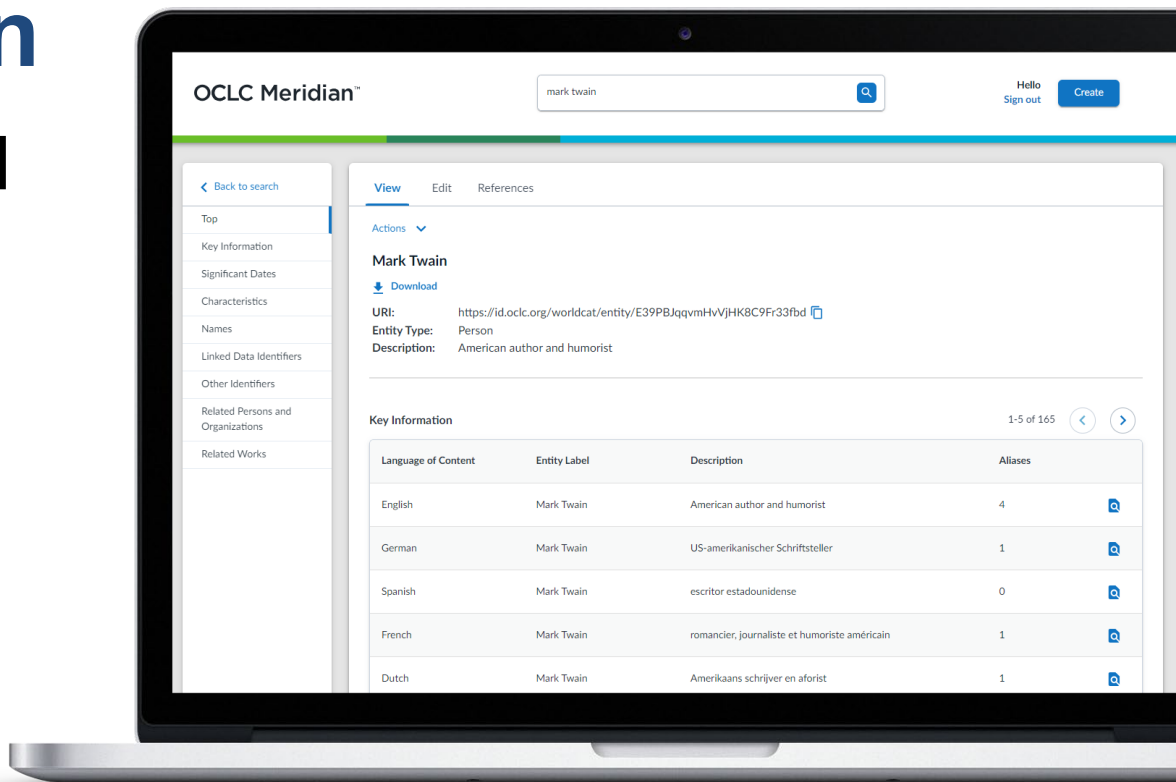 n
OCLC Meridian™
mark twain
Hello
Sign out
Create
Back to search
Top
Key Information
Significant Dates
Characteristics
Names
Linked Data Identifiers
Other Identifiers
Related Persons and
Organizations
Related Works
View Edit References
Actions
Mark Twain
Download
URI: https://id.oclc.org/worldcat/entity/E39PBJqqvmHvVjHK8C9Fr33fbd
Entity Type: Person
Description: American author and humorist
Key Information 1-5 of 165
Language of Content Entity Label Description Aliases
English Mark Twain American author and humorist 4
German Mark Twain US-amerikanischer Schriftsteller 1
Spanish Mark Twain escritor estadounidense 0
French Mark Twain romancier, journaliste et humoriste américain 1
Dutch Mark Twain Amerikaans schrijver en aforist 1